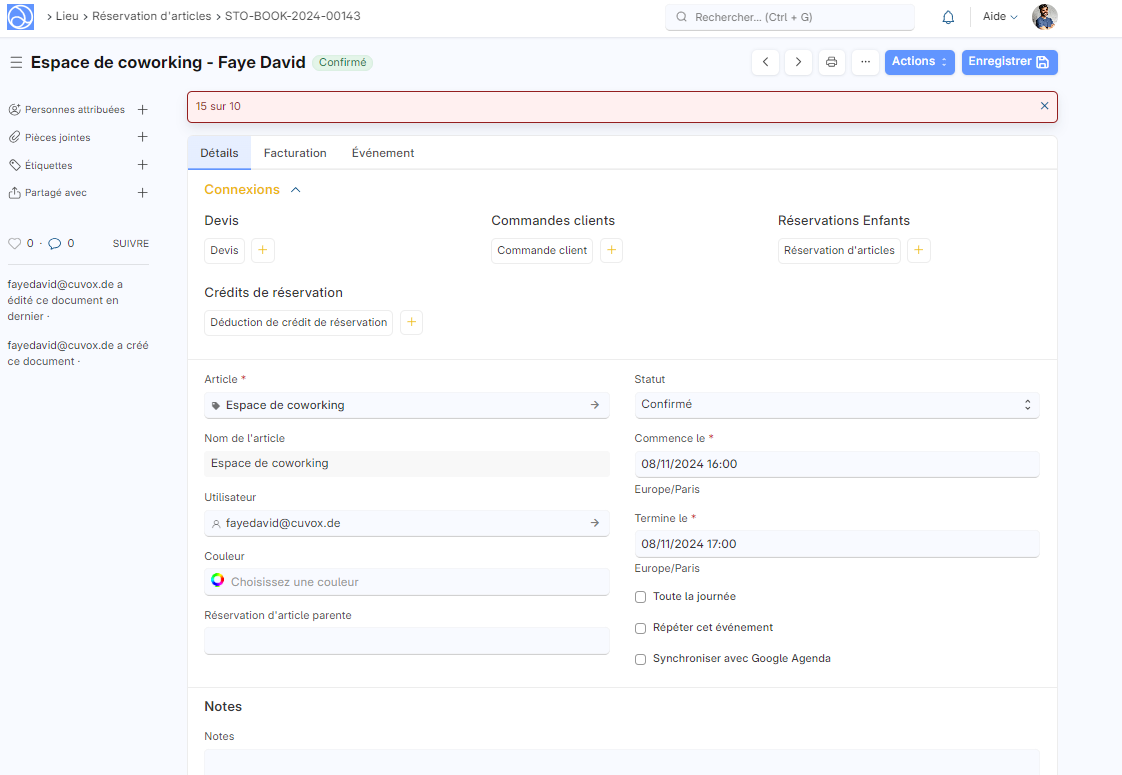 Lieu
Réservation d'articles
STO-BOOK-2024-00143
Rechercher... (Ctrl + G)
Aide
Espace de coworking - Faye David
Confirmé
...
Actions
Enregistrer
Personnes attribuées
Pièces jointes
Étiquettes
Partagé avec
0 · 0
SUIVRE
fayedavid@cuvox.de a
édité ce document en
dernier ·
fayedavid@cuvox.de a créé
ce document ·
15 sur 10
Détails
Facturation
Événement
Connexions
Devis
Devis
Commandes clients
Commande client
Réservations Enfants
Réservation d'articles
Crédits de réservation
Déduction de crédit de réservation
Article *
Espace de coworking
Nom de l'article
Espace de coworking
Utilisateur
fayedavid@cuvox.de
Couleur
Choisissez une couleur
Réservation d'article parente
Statut
Confirmé
Commence le *
08/11/2024 16:00
Europe/Paris
Termine le *
08/11/2024 17:00
Europe/Paris
Toute la journée
Répéter cet événement
Synchroniser avec Google Agenda
Notes
Notes